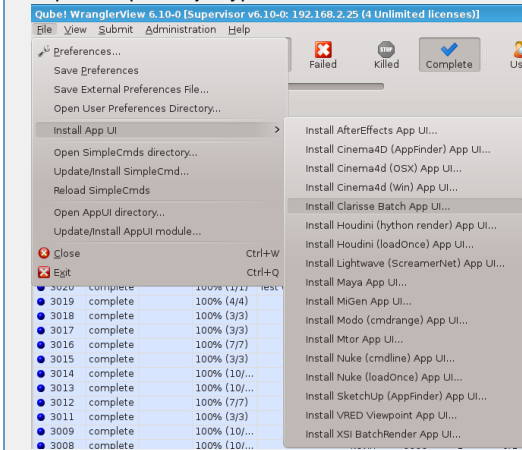 Qube! WranglerView 6.10-0 [Supervisor v6.10-0: 192.168.2.25 (4 Unlimited licenses)]
File View Submit Administration Help
Failed Killed Complete
Preferences...
Save Preferences
Save External Preferences File...
Open User Preferences Directory...
Install App UI >
Open SimpleCmds directory...
Update/Install SimpleCmd...
Reload SimpleCmds
Open AppUI directory...
Update/Install AppUI module...
Close Ctrl+W
Exit Ctrl+Q
Install AfterEffects App UI...
Install Cinema4D (AppFinder) App UI...
Install Cinema4d (OSX) App UI...
Install Cinema4d (Win) App UI...
Install Clarisse Batch App UI...
Install Houdini (hython render) App UI...
Install Houdini (loadOnce) App UI...
Install Lightwave (ScreamerNet) App UI...
Install Maya App UI...
Install MiGen App UI...
Install Modo (cmdrange) App UI...
Install Mtor App UI...
Install Nuke (cmdline) App UI...
Install Nuke (loadOnce) App UI...
Install SketchUp (AppFinder) App UI...
Install VRED Viewpoint App UI...
Install XSI BatchRender App UI...
3020 complete 100% (1/1)
3019 complete 100% (4/4)
3018 complete 100% (3/3)
3017 complete 100% (3/3)
3016 complete 100% (7/7)
3015 complete 100% (3/3)
3014 complete 100% (10/...
3013 complete 100% (10/...
3012 complete 100% (7/7)
3011 complete 100% (3/3)
3009 complete 100% (10/...
3008 complete 100% (10/...